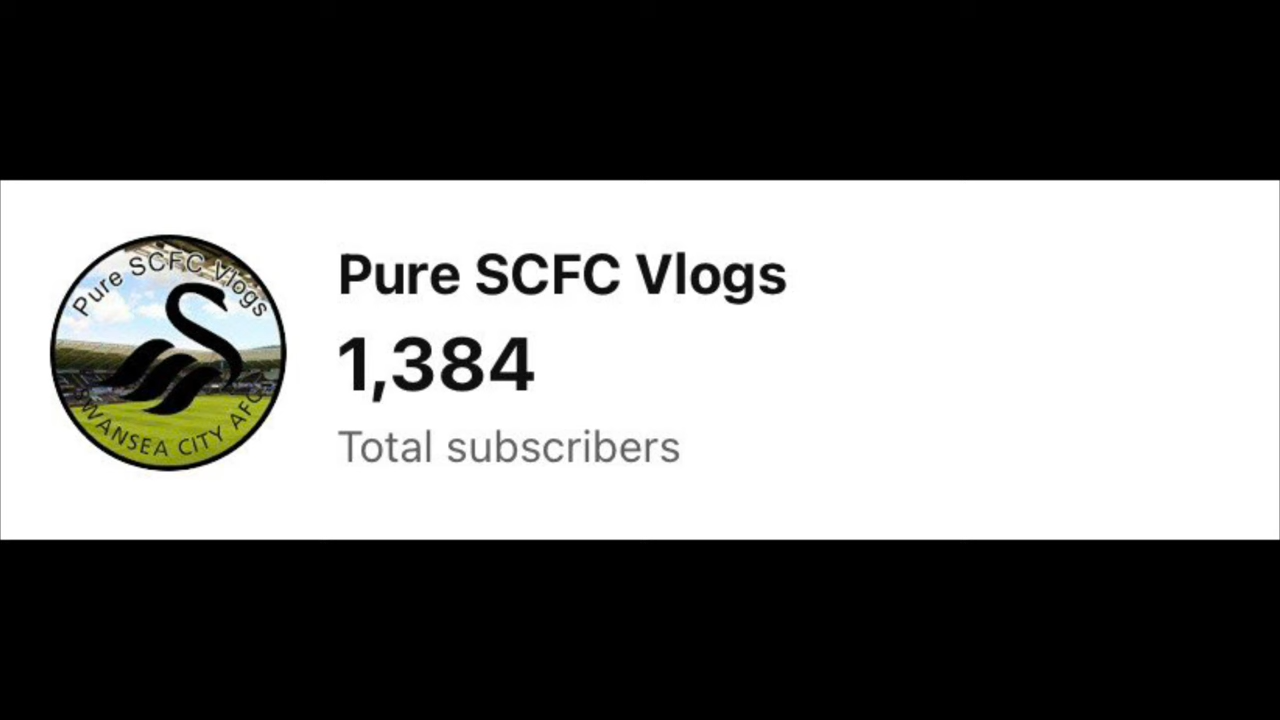 Pure SCFC Vlogs
SWANSEA CITY AFC
Pure SCFC Vlogs
1,384
Total subscribers